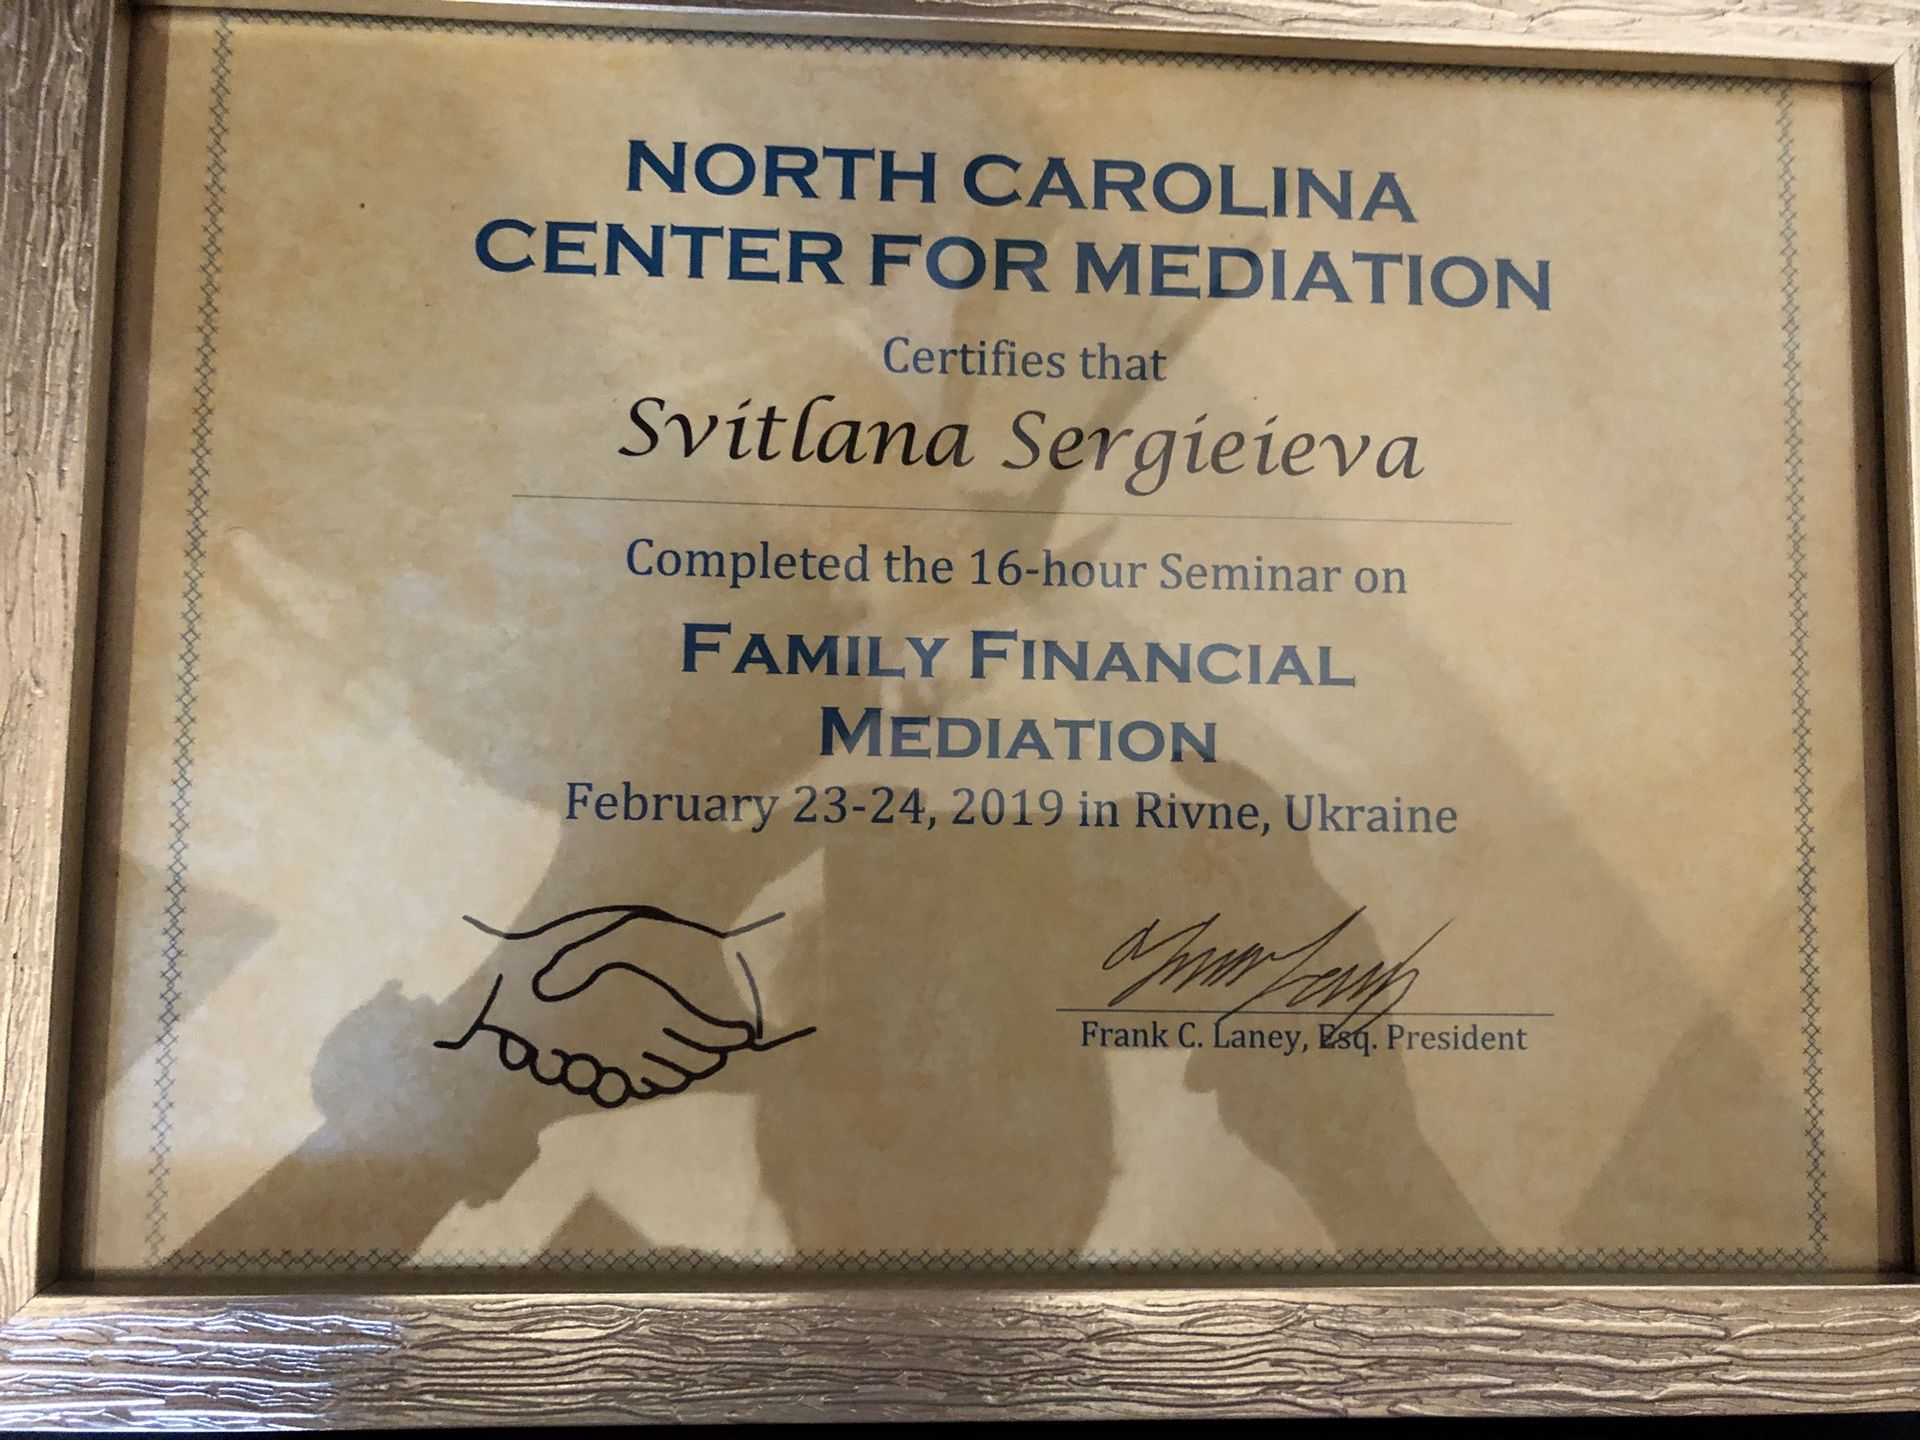 NORTH CAROLINA
CENTER FOR MEDIATION
Certifies that
Svitlana Sergieieva
Completed the 16-hour Seminar on
FAMILY FINANCIAL
MEDIATION
February 23-24, 2019 in Rivne, Ukraine
Frank C. Laney, Esq. President